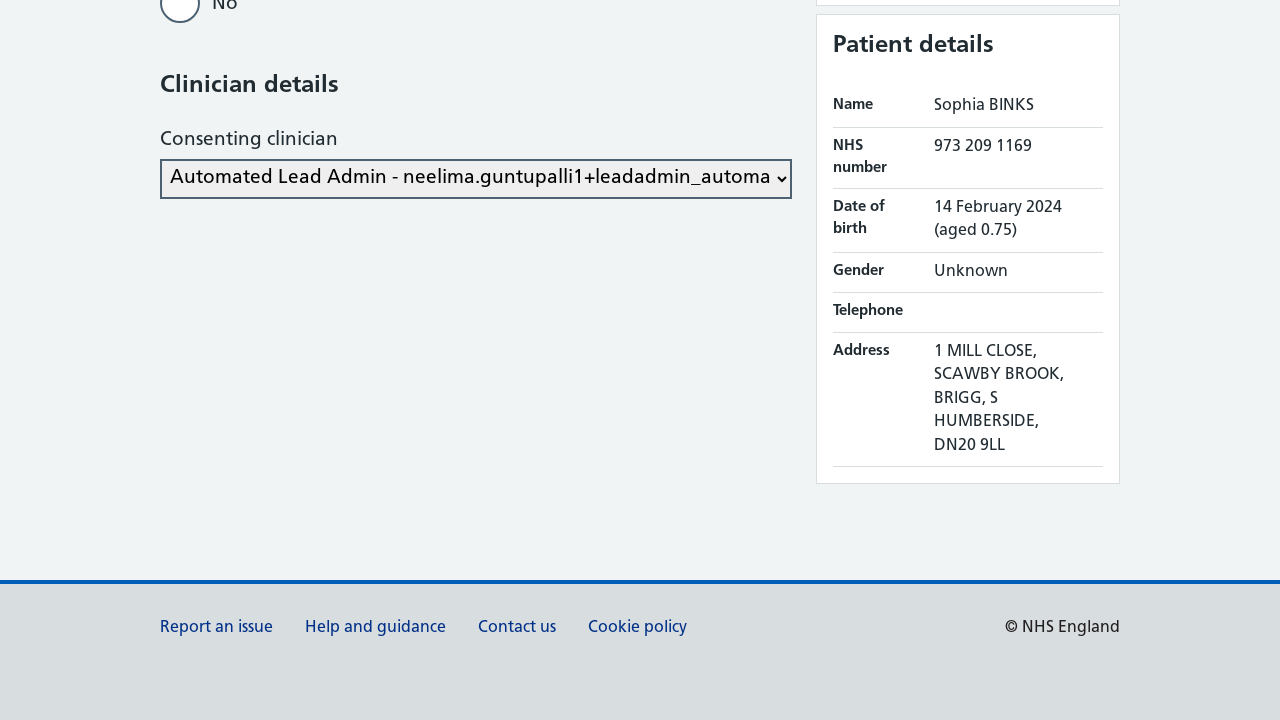 No
Clinician details
Consenting clinician
Automated Lead Admin - neelima.guntupalli1+leadadmin_automa
Patient details
Name Sophia BINKS
NHS number 973 209 1169
Date of birth 14 February 2024 (aged 0.75)
Gender Unknown
Telephone
Address 1 MILL CLOSE,
SCAWBY BROOK,
BRIGG, S
HUMBERSIDE,
DN20 9LL
Report an issue Help and guidance Contact us Cookie policy © NHS England